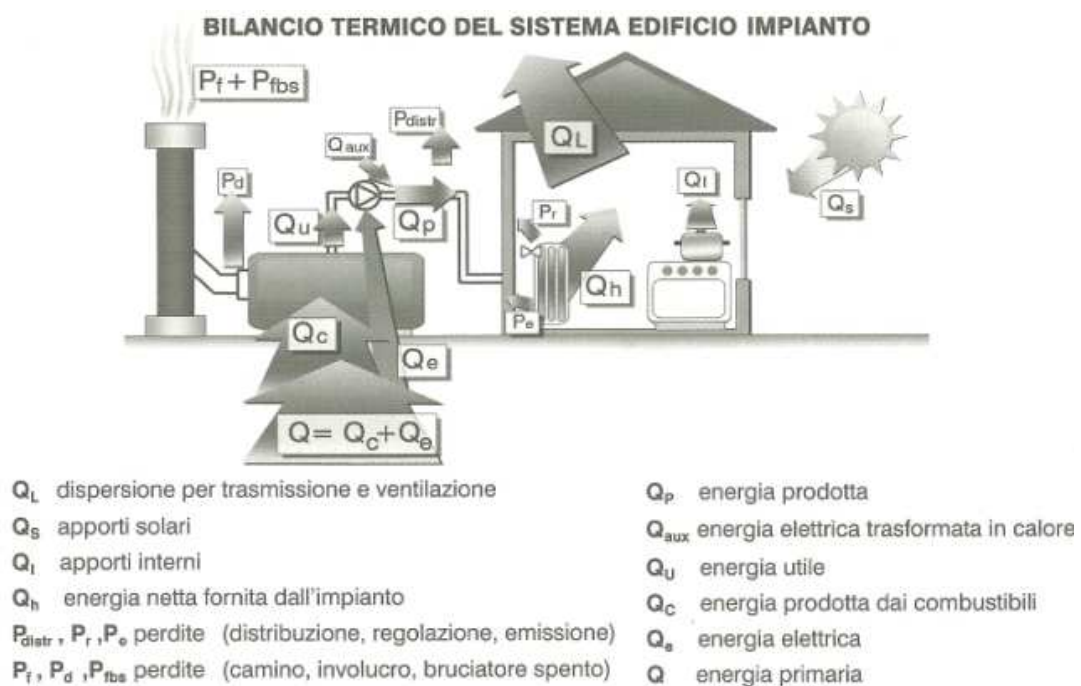 BILANCIO TERMICO DEL SISTEMA EDIFICIO IMPIANTO
Pf + Pfbs
Pdistr
Qaux
QL
Pd
QI
Qu
Qp
Pr
Qs
Qh
Pe
Qc
Qe
Q= Qc+Qe
QL dispersione per trasmissione e ventilazione
QS apporti solari
QI apporti interni
Qh energia netta fornita dall'impianto
Pdistr , Pr ,Pe perdite (distribuzione, regolazione, emissione)
Pf , Pd ,Pfbs perdite (camino, involucro, bruciatore spento)
QP energia prodotta
Qaux energia elettrica trasformata in calore
QU energia utile
QC energia prodotta dai combustibili
Qe energia elettrica
Q energia primaria